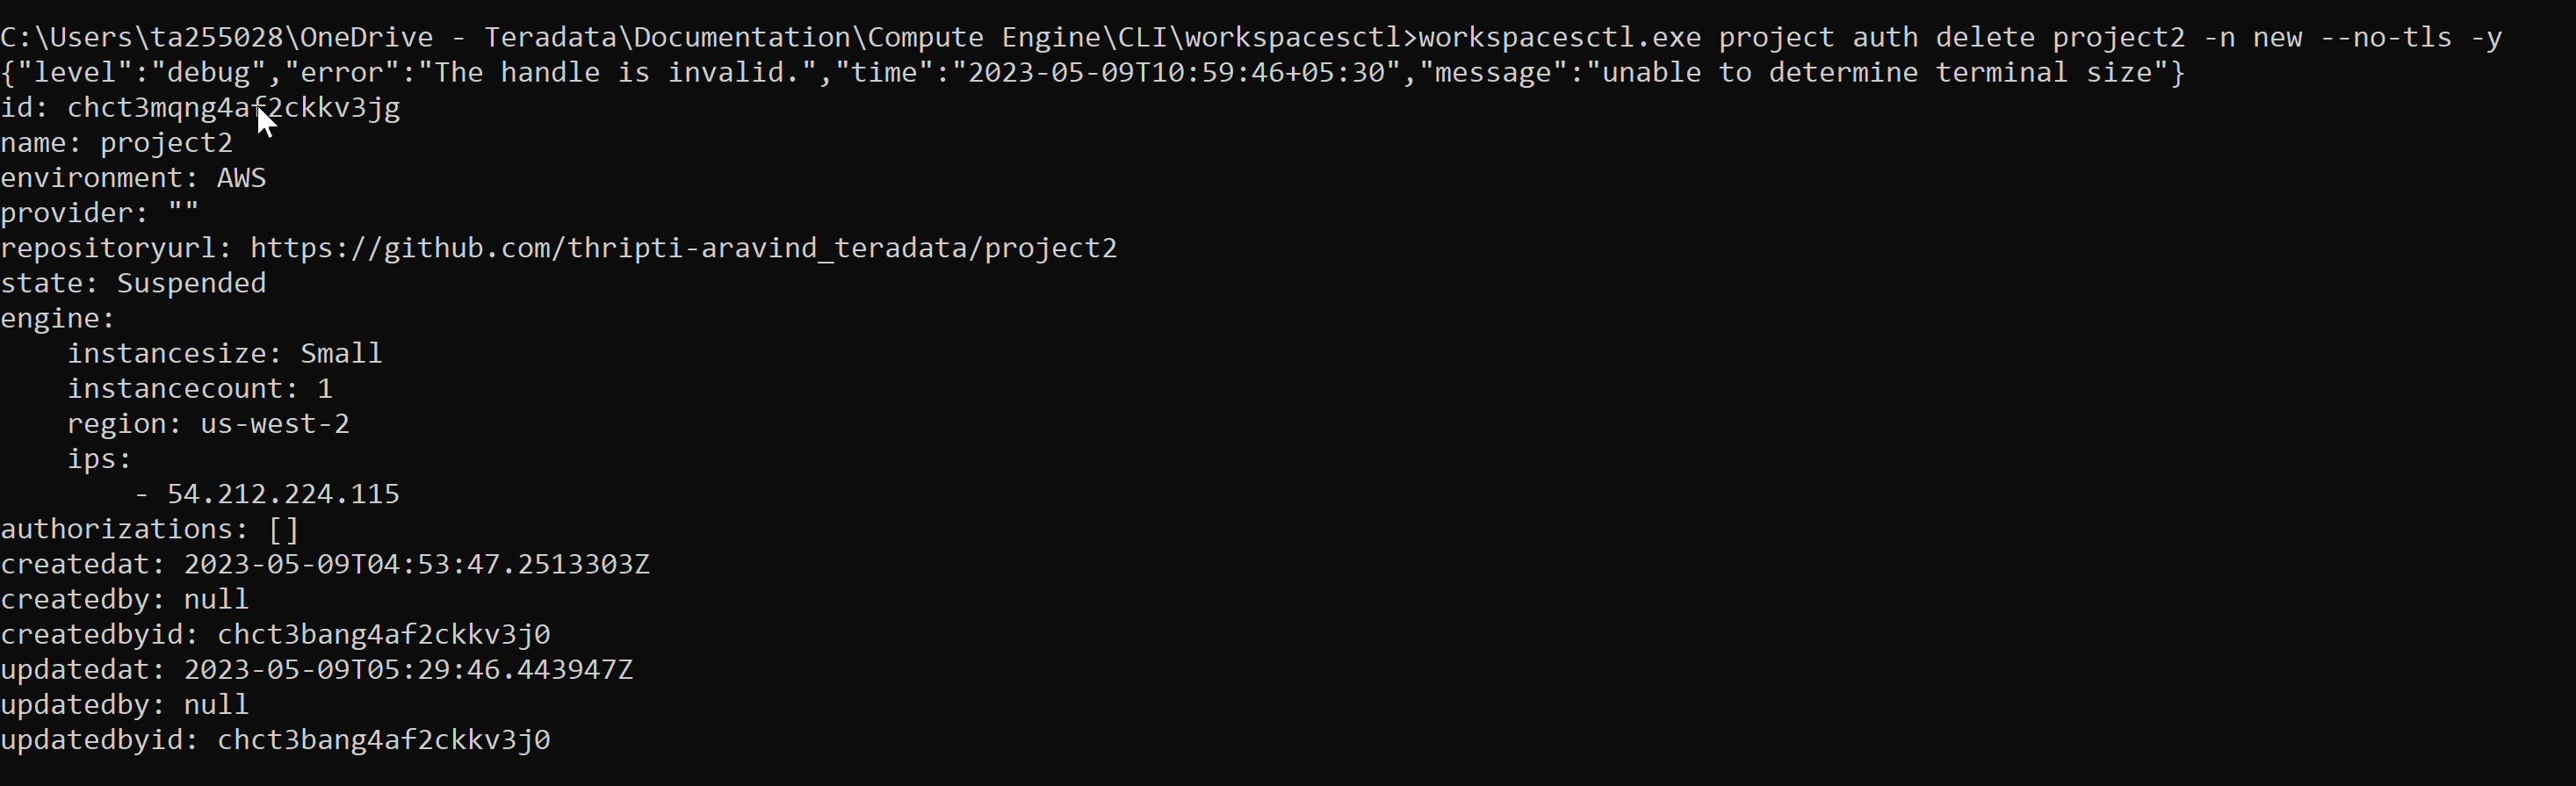 C:\Users\ta255028\OneDrive - Teradata\Documentation\Compute Engine\CLI\workspacesctl>workspacesctl.exe project auth delete project2 -n new --no-tls -y
{"level":"debug","error":"The handle is invalid.","time":"2023-05-09T10:59:46+05:30","message":"unable to determine terminal size"}
id: chct3mqng4af2ckkv3jg
name: project2
environment: AWS
provider: ""
repositoryurl: https://github.com/thripti-aravind_teradata/project2
state: Suspended
engine:
    instancesize: Small
    instancecount: 1
    region: us-west-2
    ips:
        - 54.212.224.115
authorizations: []
createdat: 2023-05-09T04:53:47.2513303Z
createdby: null
createdbyid: chct3bang4af2ckkv3j0
updatedat: 2023-05-09T05:29:46.443947Z
updatedby: null
updatedbyid: chct3bang4af2ckkv3j0